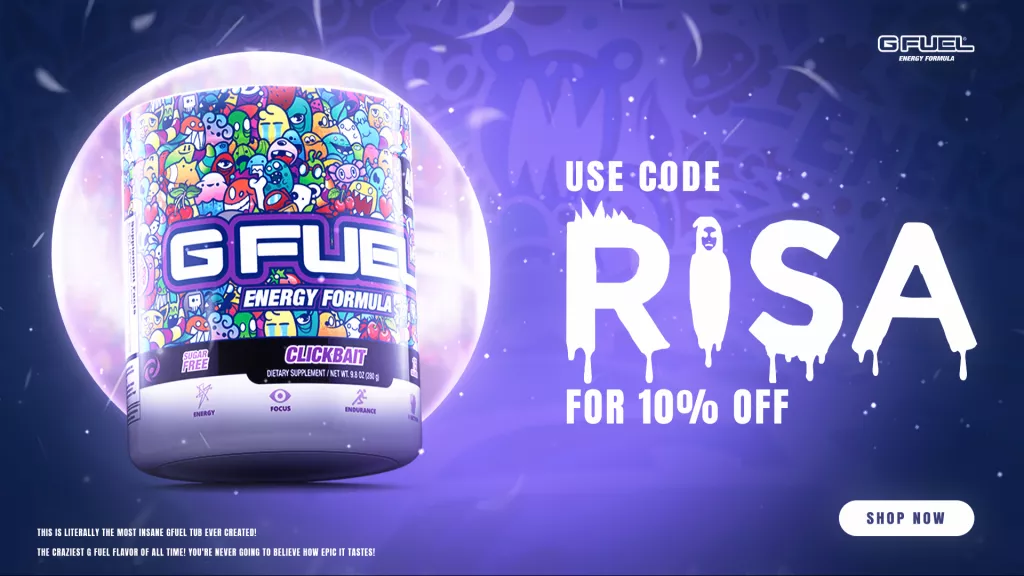 G FUEL
ENERGY FORMULA
USE CODE
RISA
FOR 10% OFF
G FUEL
ENERGY FORMULA
SUGAR FREE
CLICKBAIT
DIETARY SUPPLEMENT / NET WT. 9.8 OZ (280 g)
ENERGY
FOCUS
ENDURANCE
SHOP NOW
THIS IS LITERALLY THE MOST INSANE GFUEL TUB EVER CREATED!
THE CRAZIEST G FUEL FLAVOR OF ALL TIME! YOU'RE NEVER GOING TO BELIEVE HOW EPIC IT TASTES!